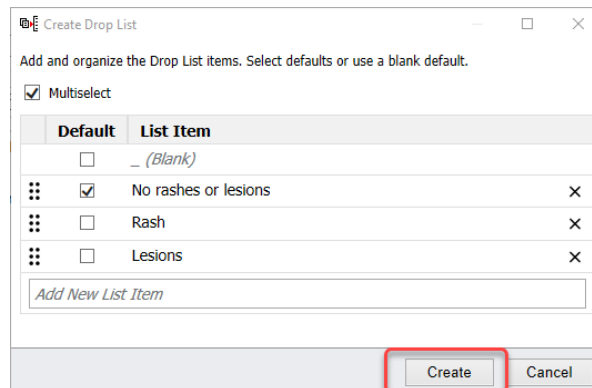 Create Drop List
Add and organize the Drop List items. Select defaults or use a blank default.
Multiselect
Default List Item
_ (Blank)
No rashes or lesions
Rash
Lesions
Add New List Item
Create Cancel